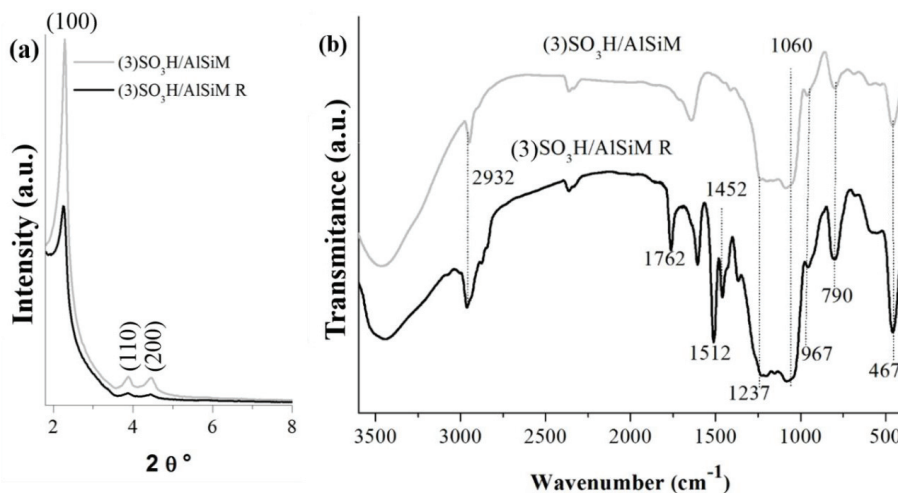 (100)
(a)
(3)SO₃H/AlSiM
(3)SO₃H/AlSiM R
(110)
(200)
Intensity (a.u.)
2 4 6 8
2 θ °
(b)
(3)SO₃H/AlSiM
1060
(3)SO₃H/AlSiM R
2932
1452
1762
790
1512
967
1237
467
Transmitance (a.u.)
3500 3000 2500 2000 1500 1000 500
Wavenumber (cm⁻¹)